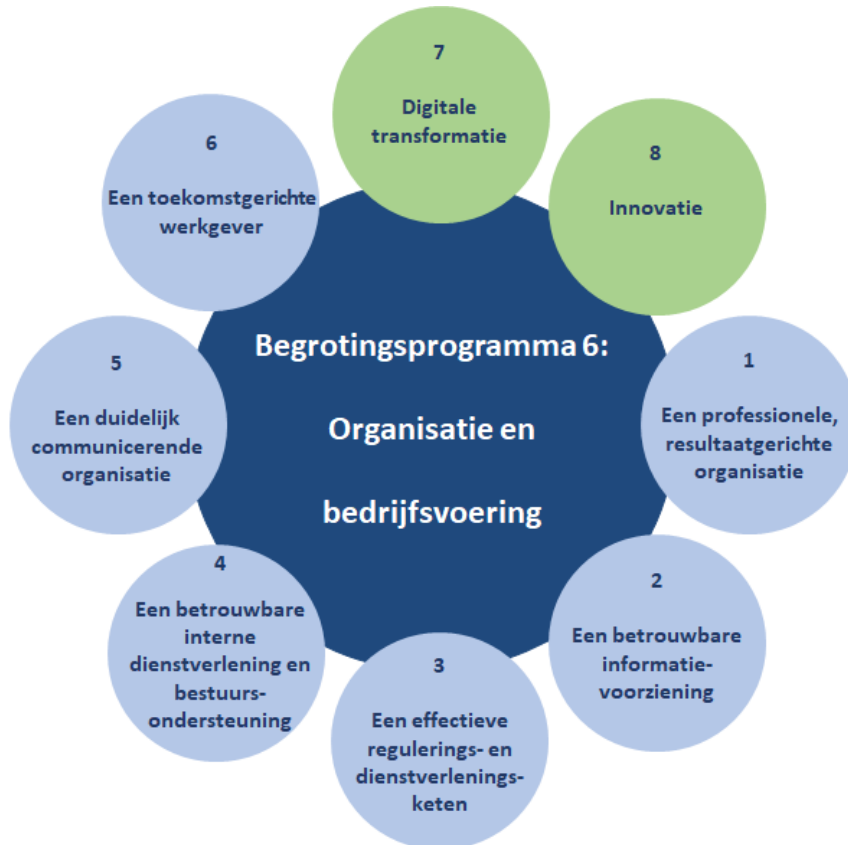 Begrotingsprogramma 6:
Organisatie en
bedrijfsvoering
1
Een professionele,
resultaatgerichte
organisatie
2
Een betrouwbare
informatie-
voorziening
3
Een effectieve
regulerings- en
dienstverlenings-
keten
4
Een betrouwbare
interne
dienstverlening en
bestuurs-
ondersteuning
5
Een duidelijk
communicerende
organisatie
6
Een toekomstgerichte
werkgever
7
Digitale
transformatie
8
Innovatie